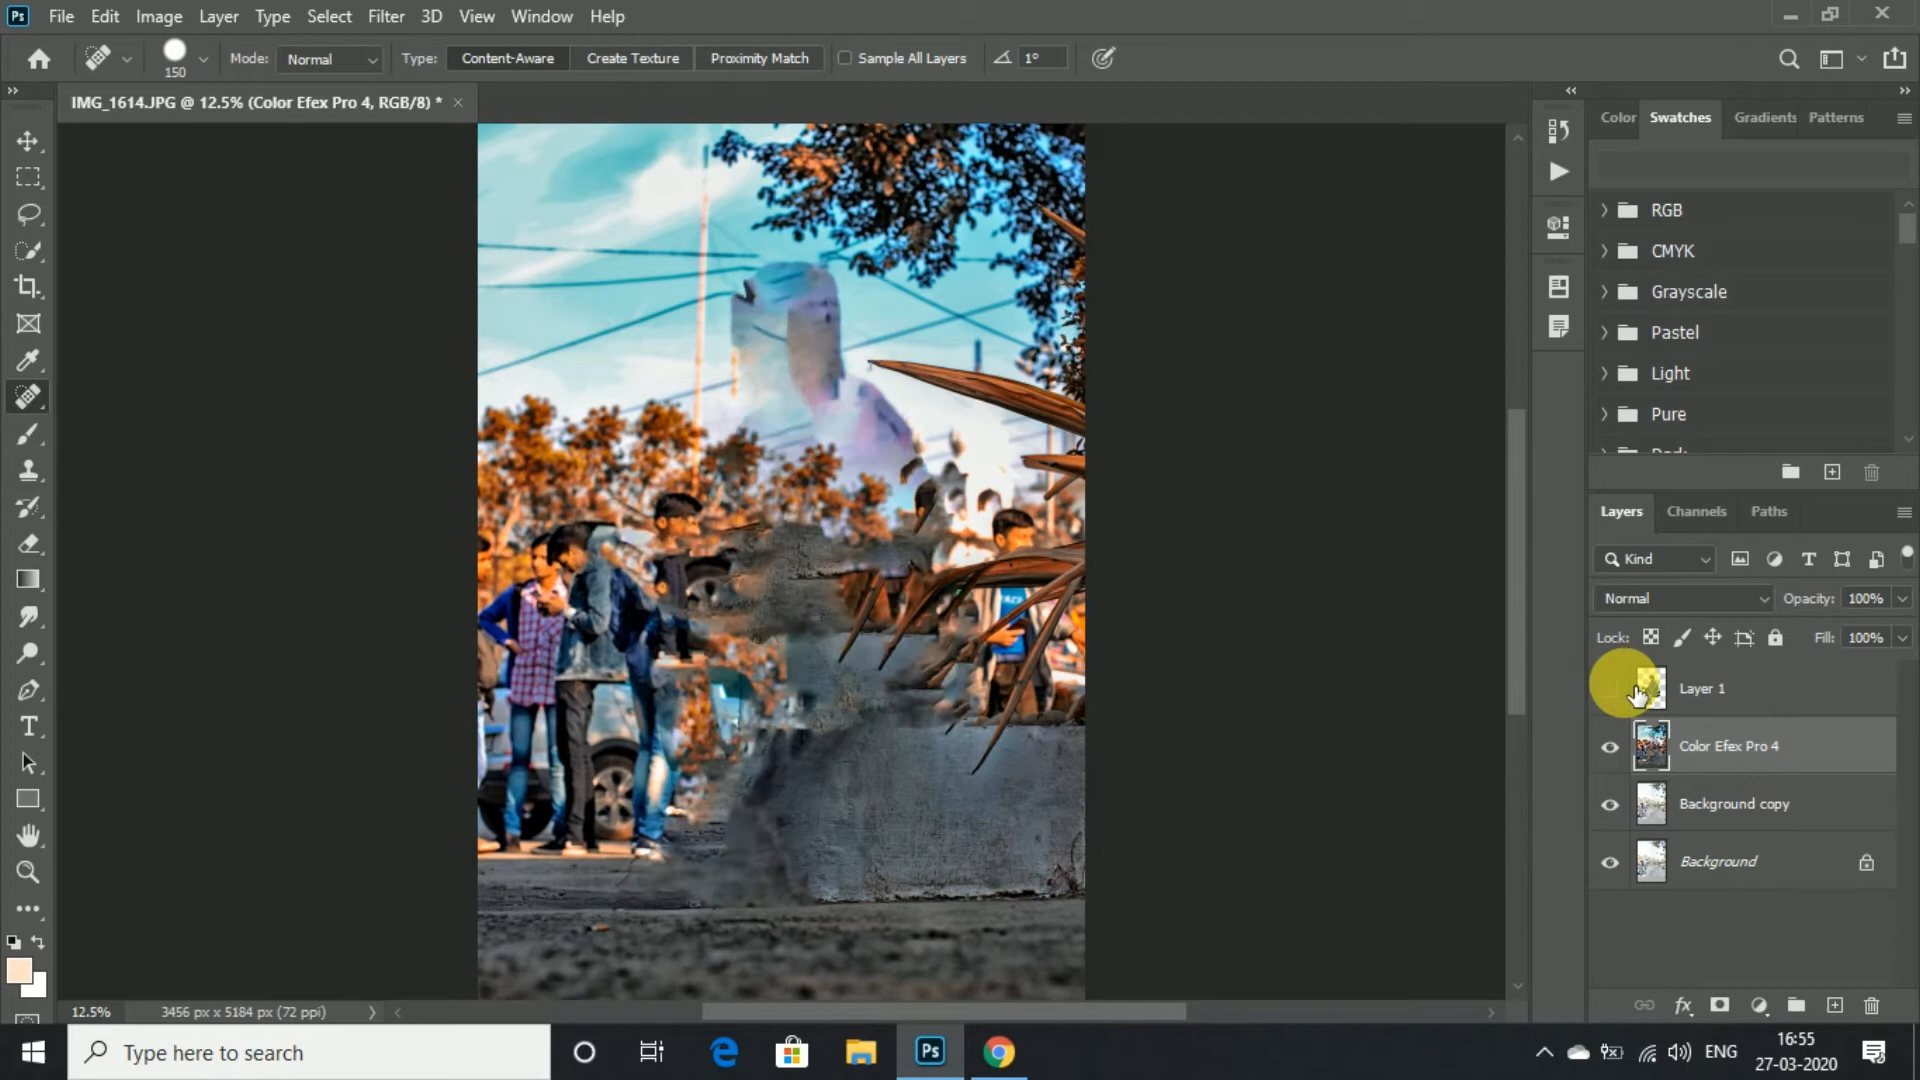 Ps File Edit Image Layer Type Select Filter 3D View Window Help
150 Mode: Normal Type: Content-Aware Create Texture Proximity Match Sample All Layers 1°
IMG_1614.JPG @ 12.5% (Color Efex Pro 4, RGB/8) *
Color Swatches Gradients Patterns
RGB
CMYK
Grayscale
Pastel
Light
Pure
Layers Channels Paths
Kind
Normal Opacity: 100%
Lock: Fill: 100%
Layer 1
Color Efex Pro 4
Background copy
Background
12.5% 3456 px x 5184 px (72 ppi)
Type here to search Ps ENG 16:55
27-03-2020